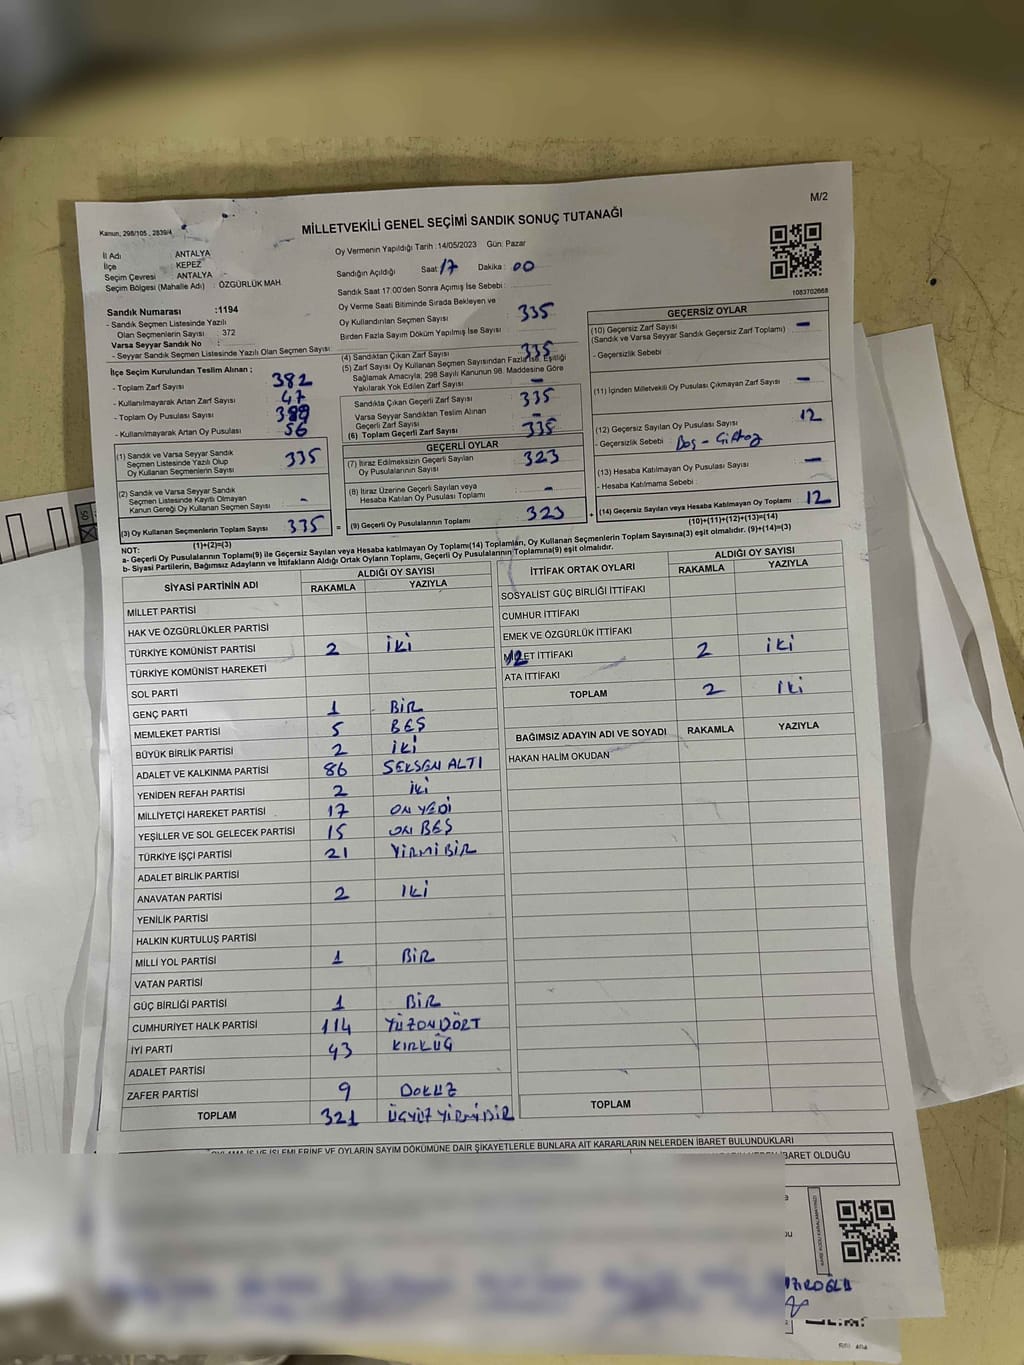 M/2
Kanun, 298/105 , 2839/4
MİLLETVEKİLİ GENEL SEÇİMİ SANDIK SONUÇ TUTANAĞI
İl Adı : ANTALYA
İlçe : KEPEZ
Seçim Çevresi : ANTALYA
Seçim Bölgesi (Mahalle Adı) : ÖZGÜRLÜK MAH.
Oy Vermenin Yapıldığı Tarih : 14/05/2023 Gün: Pazar
Sandığın Açıldığı Saat : 17 Dakika : 00
Sandık Saat 17.00'den Sonra Açımış İse Sebebi :
1083702668
Sandık Numarası :1194
- Sandık Seçmen Listesinde Yazılı
Olan Seçmenlerin Sayısı : 372
Varsa Seyyar Sandık No :
- Seyyar Sandık Seçmen Listesinde Yazılı Olan Seçmen Sayısı :
Oy Verme Saati Bitiminde Sırada Bekleyen ve
Oy Kullandırılan Seçmen Sayısı : 335
Birden Fazla Sayım Döküm Yapılmış İse Sayısı :
İlçe Seçim Kurulundan Teslim Alınan ;
- Toplam Zarf Sayısı : 382
- Kullanılmayarak Artan Zarf Sayısı : 47
- Toplam Oy Pusulası Sayısı :
- Kullanılmayarak Artan Oy Pusulası : 56
(1) Sandık ve Varsa Seyyar Sandık
Seçmen Listesinde Yazılı Olup
Oy Kullanan Seçmenlerin Sayısı 335
(2) Sandık ve Varsa Seyyar Sandık
Seçmen Listesinde Kayıtlı Olmayan
Kanun Gereği Oy Kullanan Seçmen Sayısı -
(3) Oy Kullanan Seçmenlerin Toplam Sayısı 335 =
(1)+(2)=(3)
(4) Sandıktan Çıkan Zarf Sayısı 335
(5) Zarf Sayısı Oy Kullanan Seçmen Sayısından Fazla ise, Eşitliği
Sağlamak Amacıyla; 298 Sayılı Kanunun 98. Maddesine Göre
Yakılarak Yok Edilen Zarf Sayısı -
Sandıkta Çıkan Geçerli Zarf Sayısı 335
Varsa Seyyar Sandıktan Teslim Alınan
Geçerli Zarf Sayısı -
(6) Toplam Geçerli Zarf Sayısı 335
GEÇERLİ OYLAR
(7) İtiraz Edilmeksizin Geçerli Sayılan
Oy Pusulalarının Sayısı 323
(8) İtiraz Üzerine Geçerli Sayılan veya
Hesaba Katılan Oy Pusulası Toplamı -
(9) Geçerli Oy Pusulalarının Toplamı 323 +
GEÇERSİZ OYLAR
(10) Geçersiz Zarf Sayısı
(Sandık ve Varsa Seyyar Sandık Geçersiz Zarf Toplamı) -
- Geçersizlik Sebebi :
(11) İçinden Milletvekili Oy Pusulası Çıkmayan Zarf Sayısı -
(12) Geçersiz Sayılan Oy Pusulası Sayısı 12
- Geçersizlik Sebebi : Boş -
(13) Hesaba Katılmayan Oy Pusulası Sayısı -
- Hesaba Katılmama Sebebi :
(14) Geçersiz Sayılan veya Hesaba Katılmayan Oy Toplamı 12
(10)+(11)+(12)+(13)=(14)
NOT:
a- Geçerli Oy Pusulalarının Toplamı(9) ile Geçersiz Sayılan veya Hesaba katılmayan Oy Toplamı(14) Toplamları, Oy Kullanan Seçmenlerin Toplam Sayısına(3) eşit olmalıdır. (9)+(14)=(3)
b- Siyasi Partilerin, Bağımsız Adayların ve İttifakların Aldığı Ortak Oyların Toplamı, Geçerli Oy Pusulalarının Toplamına(9) eşit olmalıdır.
SİYASİ PARTİNİN ADI ALDIĞI OY SAYISI
RAKAMLA YAZIYLA
MİLLET PARTİSİ
HAK VE ÖZGÜRLÜKLER PARTİSİ
TÜRKİYE KOMÜNİST PARTİSİ 2 İKİ
TÜRKİYE KOMÜNİST HAREKETİ
SOL PARTİ
GENÇ PARTİ 1 BİR
MEMLEKET PARTİSİ 5 BEŞ
BÜYÜK BİRLİK PARTİSİ 2 İKİ
ADALET VE KALKINMA PARTİSİ 86 SEKSEN ALTI
YENİDEN REFAH PARTİSİ 2 İKİ
MİLLİYETÇİ HAREKET PARTİSİ 17 ON YEDİ
YEŞİLLER VE SOL GELECEK PARTİSİ 15 ON BEŞ
TÜRKİYE İŞÇİ PARTİSİ 21 YİRMİ BİR
ADALET BİRLİK PARTİSİ
ANAVATAN PARTİSİ 2 IKİ
YENİLİK PARTİSİ
HALKIN KURTULUŞ PARTİSİ
MİLLİ YOL PARTİSİ 1 BİR
VATAN PARTİSİ
GÜÇ BİRLİĞİ PARTİSİ 1 BİR
CUMHURİYET HALK PARTİSİ 114 YÜZONDÖRT
İYİ PARTİ 43 KIRKÜÇ
ADALET PARTİSİ
ZAFER PARTİSİ 9 DOKUZ
TOPLAM 321 ÜÇYÜZ YİRMİ BİR
İTTİFAK ORTAK OYLARI ALDIĞI OY SAYISI
RAKAMLA YAZIYLA
SOSYALİST GÜÇ BİRLİĞİ İTTİFAKI
CUMHUR İTTİFAKI
EMEK VE ÖZGÜRLÜK İTTİFAKI
MİLLET İTTİFAKI 2 İKİ
ATA İTTİFAKI
TOPLAM 2 İKİ
BAĞIMSIZ ADAYIN ADI VE SOYADI RAKAMLA YAZIYLA
HAKAN HALİM OKUDAN
TOPLAM
OYLAMA İŞ VE İŞLEMLERİNE VE OYLARIN SAYIM DÖKÜMÜNE DAİR ŞİKAYETLERLE BUNLARA AİT KARARLARIN NELERDEN İBARET BULUNDUKLARI
İBARET OLDUĞU